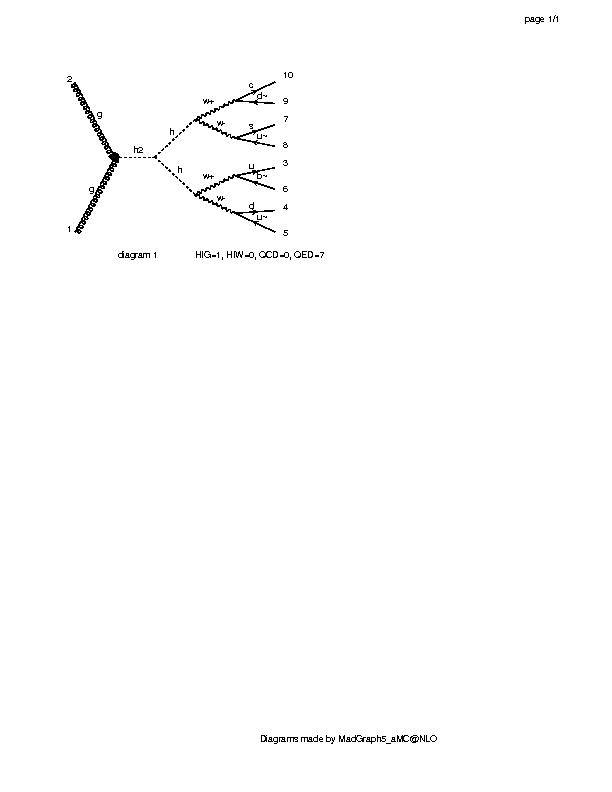 page 1/1
2
g
h2
g
1
h
h
w+
w-
w+
w-
c
10
d~
9
s
7
u~
8
u
3
b~
6
d
4
u~
5
diagram 1 HIG=1, HIW=0, QCD=0, QED=7
Diagrams made by MadGraph5_aMC@NLO